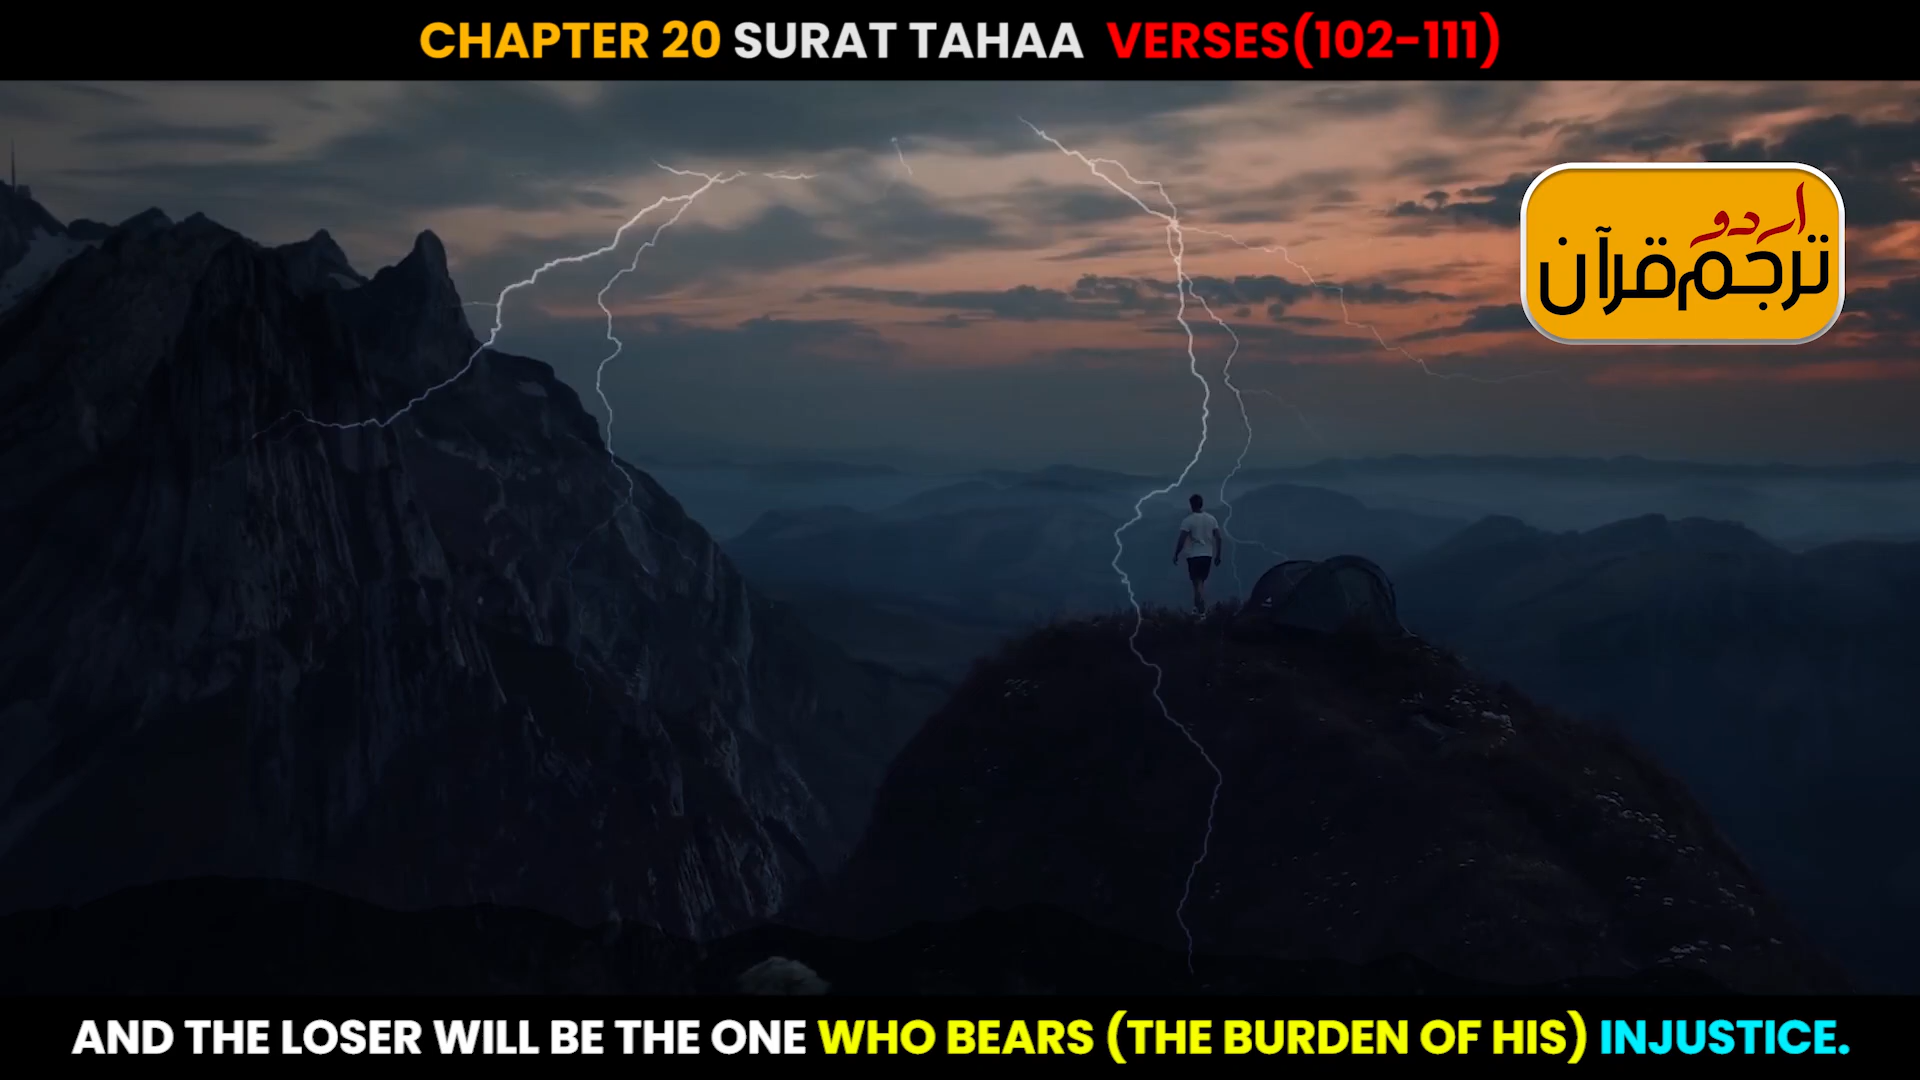 CHAPTER 20 SURAT TAHAA VERSES(102-111)
اردو
ترجمہ قرآن
AND THE LOSER WILL BE THE ONE WHO BEARS (THE BURDEN OF HIS) INJUSTICE.